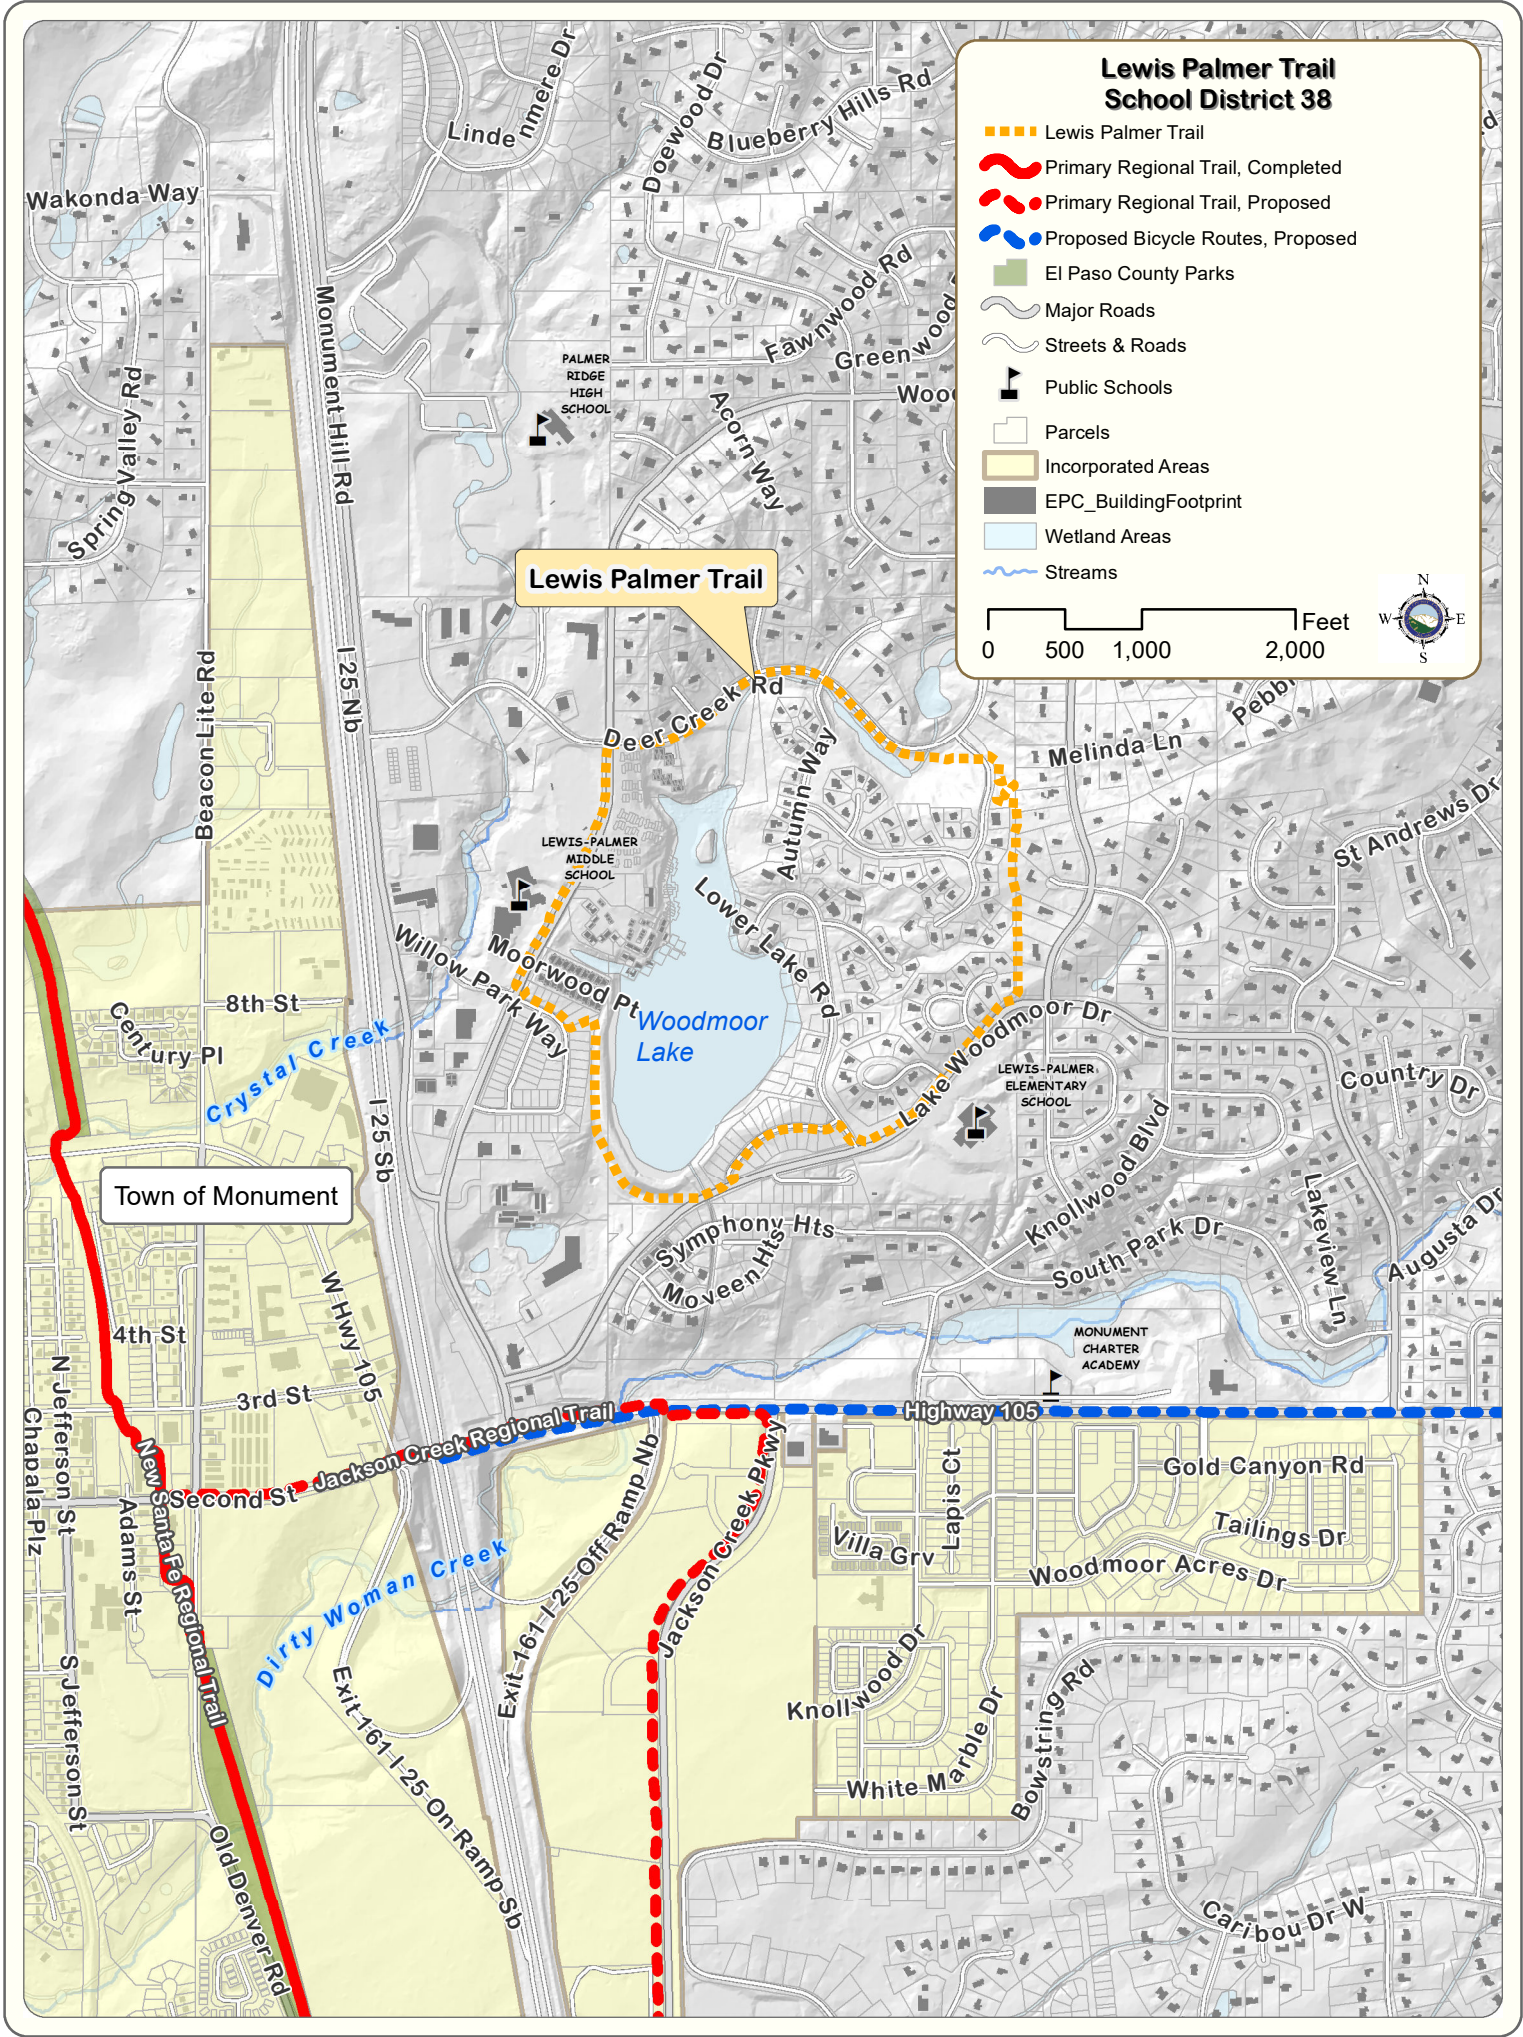 Lewis Palmer Trail
School District 38
Lewis Palmer Trail
Primary Regional Trail, Completed
Primary Regional Trail, Proposed
Proposed Bicycle Routes, Proposed
El Paso County Parks
Major Roads
Streets & Roads
Public Schools
Parcels
Incorporated Areas
EPC_BuildingFootprint
Wetland Areas
Streams
Feet
0 500 1,000 2,000
N
W E
S
Lindenmere Dr
Doewood Dr
Blueberry Hills Rd
Wakonda Way
Monument Hill Rd
Fawnwood Rd
Greenwood
PALMER
RIDGE
HIGH
SCHOOL
Acorn Way
Spring Valley Rd
Lewis Palmer Trail
Beacon Lite Rd
I 25 Nb
Deer Creek Rd
Melinda Ln
Autumn Way
St Andrews Dr
LEWIS-PALMER
MIDDLE
SCHOOL
Lower Lake Rd
Moorwood Pt
Willow Park Way
Woodmoor
Lake
8th St
Century Pl
Crystal Creek
Lake Woodmoor Dr
LEWIS-PALMER
ELEMENTARY
SCHOOL
Country Dr
I 25 Sb
Knollwood Blvd
Town of Monument
Lakeview Ln
Augusta Dr
Symphony Hts
Moveen Hts
South Park Dr
W Hwy 105
4th St
3rd St
MONUMENT
CHARTER
ACADEMY
N Jefferson St
Chapala Plz
Jackson Creek Regional Trail
Highway 105
New Santa Fe Regional Trail
Second St
Adams St
Exit 161 I 25 Off Ramp Nb
Jackson Creek Pkwy
Lapis Ct
Gold Canyon Rd
Villa Grv
Tailings Dr
Woodmoor Acres Dr
Dirty Woman Creek
S Jefferson St
Exit 161 I 25 On Ramp Sb
Knollwood Dr
White Marble Dr
Bowstring Rd
Old Denver Rd
Caribou Dr W